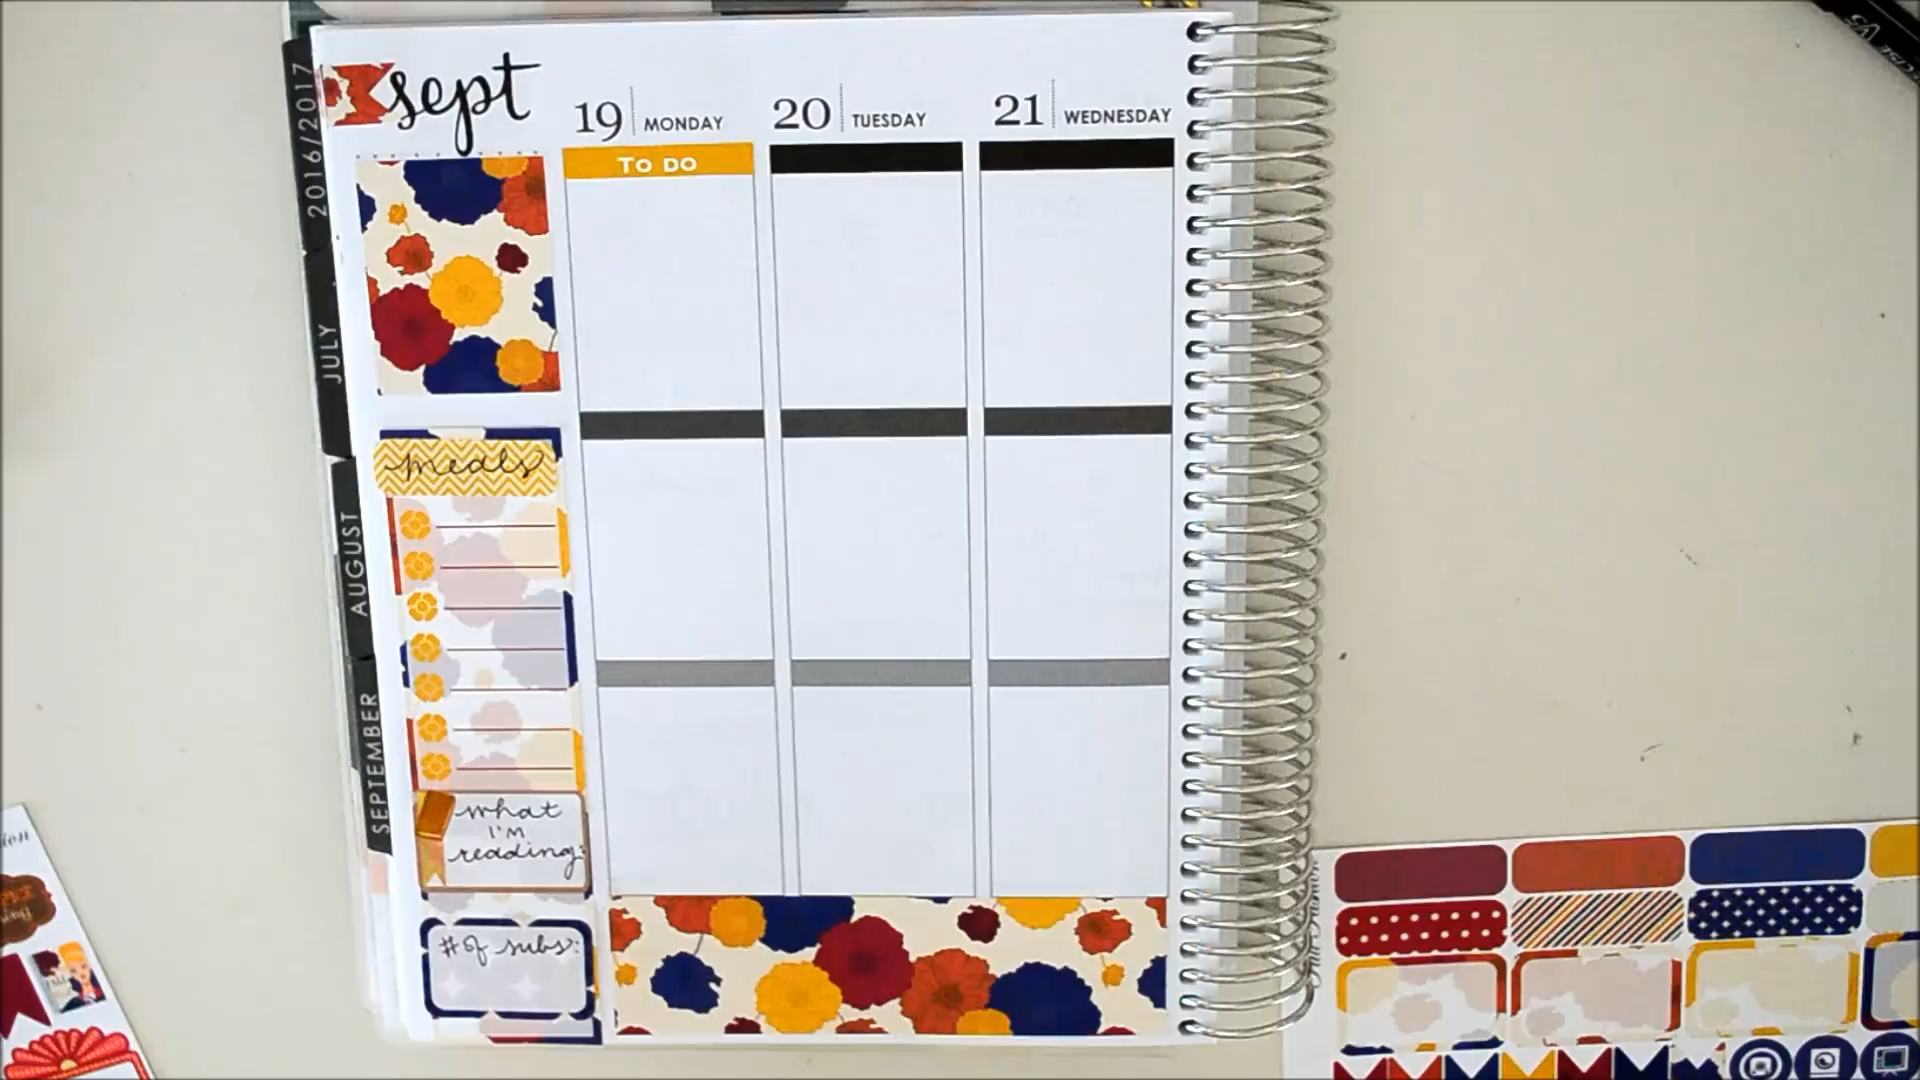 sept
19 MONDAY
20 TUESDAY
21 WEDNESDAY
TO DO
meals
what
I'm
reading:
# of subs:
2016/2017
JULY
AUGUST
SEPTEMBER
V5